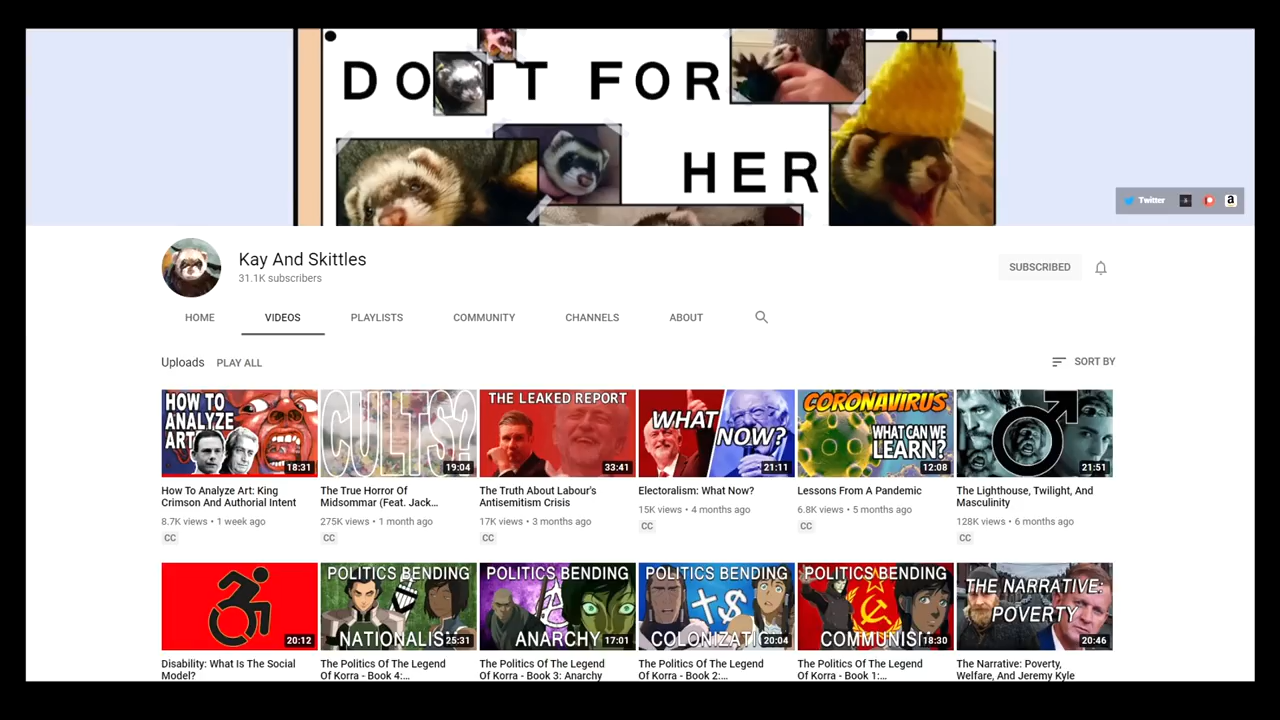 DO IT FOR
HER
Twitter
Kay And Skittles
31.1K subscribers
SUBSCRIBED
HOME VIDEOS PLAYLISTS COMMUNITY CHANNELS ABOUT
Uploads PLAY ALL
SORT BY
HOW TO
ANALYZE
ART:
18:31
CULTS?
19:04
THE LEAKED REPORT
33:41
WHAT
NOW?
21:11
CORONAVIRUS
WHAT CAN WE
LEARN?
12:08
21:51
How To Analyze Art: King
Crimson And Authorial Intent
8.7K views • 1 week ago
CC
The True Horror Of
Midsommar (Feat. Jack…
275K views • 1 month ago
CC
The Truth About Labour's
Antisemitism Crisis
17K views • 3 months ago
CC
Electoralism: What Now?
15K views • 4 months ago
CC
Lessons From A Pandemic
6.8K views • 5 months ago
CC
The Lighthouse, Twilight, And
Masculinity
128K views • 6 months ago
CC
20:12
POLITICS BENDING
NATIONALIS
25:31
POLITICS BENDING
ANARCHY
17:01
POLITICS BENDING
COLONIZATI
20:04
POLITICS BENDING
COMMUNIS
18:30
THE NARRATIVE:
POVERTY
20:46
Disability: What Is The Social
Model?
The Politics Of The Legend
Of Korra - Book 4:…
The Politics Of The Legend
Of Korra - Book 3: Anarchy
The Politics Of The Legend
Of Korra - Book 2:…
The Politics Of The Legend
Of Korra - Book 1:…
The Narrative: Poverty,
Welfare, And Jeremy Kyle